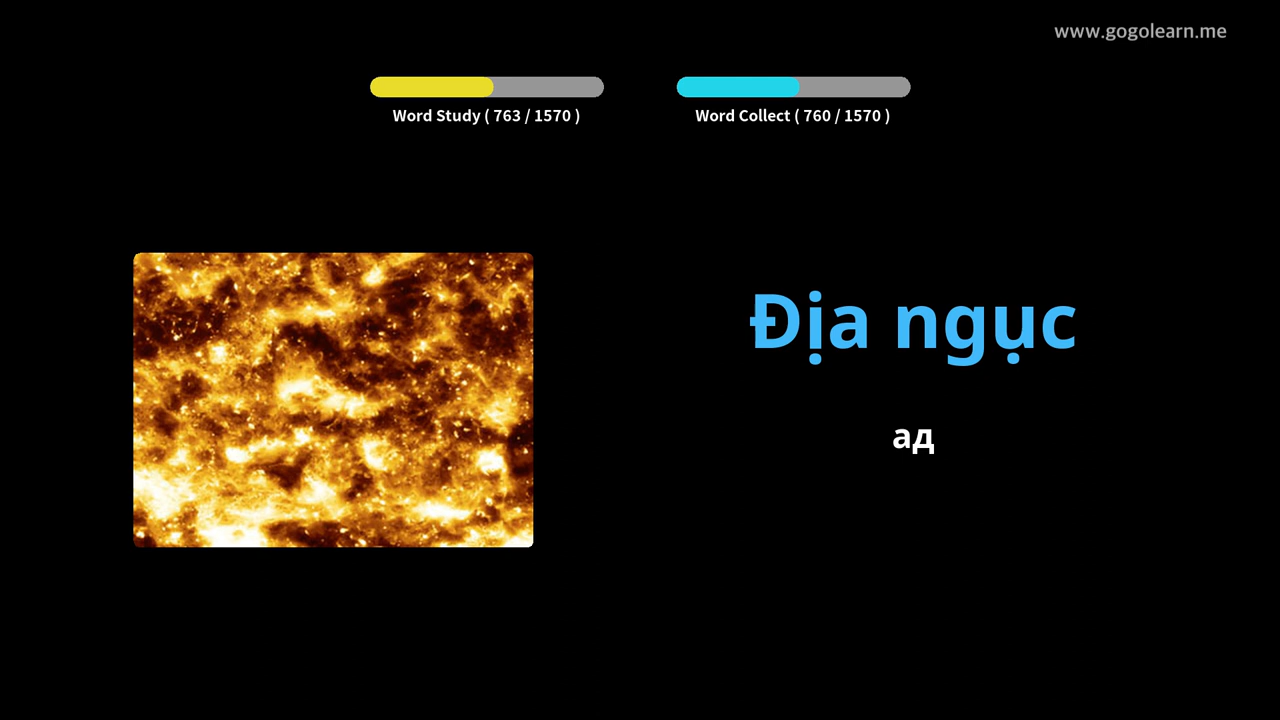 www.gogolearn.me
Word Study ( 763 / 1570 )
Word Collect ( 760 / 1570 )
Địa ngục
ад